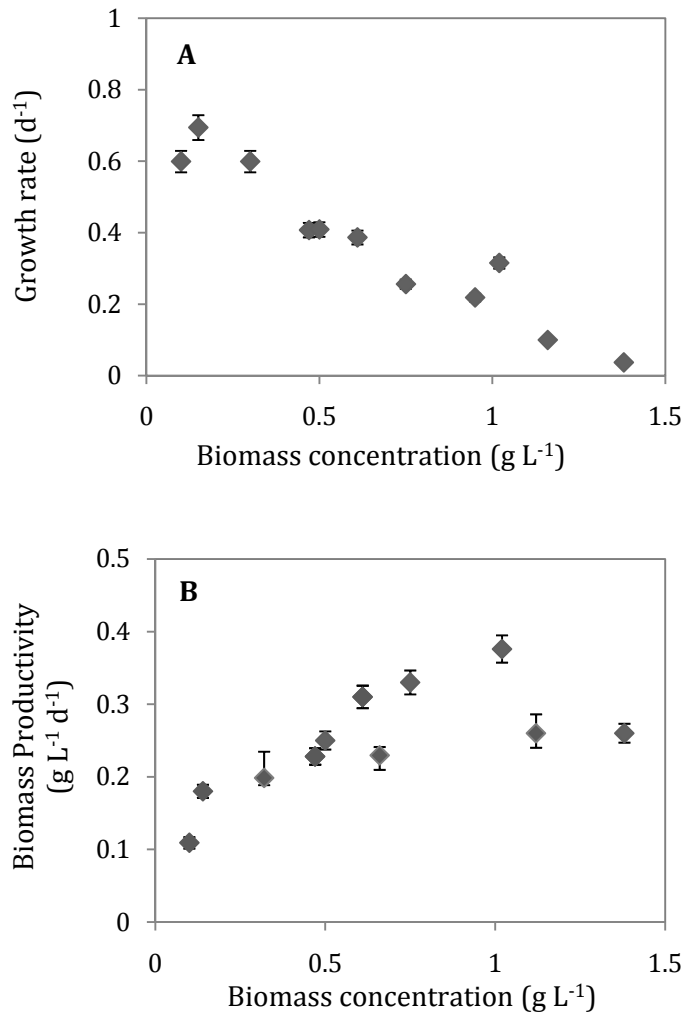 A
1
0.8
0.6
0.4
0.2
0
Growth rate (d⁻¹)
0 0.5 1 1.5
Biomass concentration (g L⁻¹)
B
0.5
0.4
0.3
0.2
0.1
0
Biomass Productivity
(g L⁻¹ d⁻¹)
0 0.5 1 1.5
Biomass concentration (g L⁻¹)